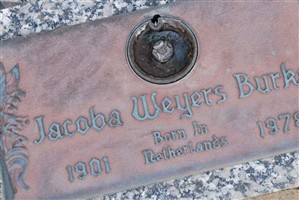 Jacoba Weyers Burk
Born In
1901 1978
Netherlands